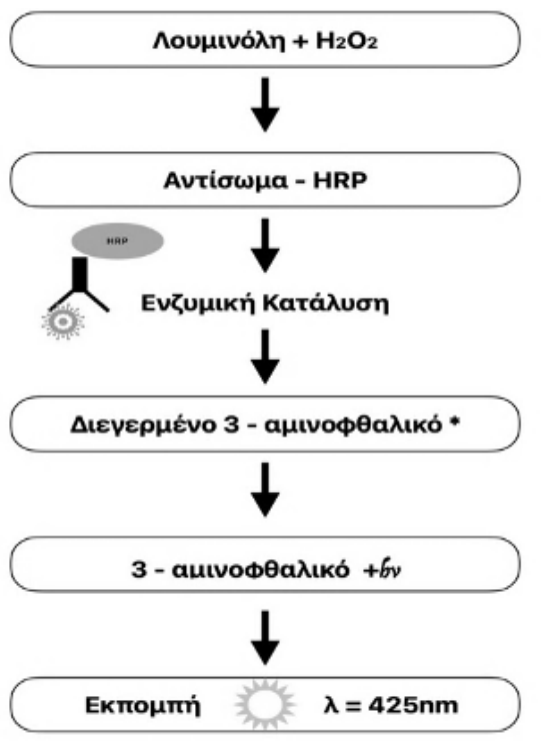 Λουμινόλη + H₂O₂
Αντίσωμα - HRP
HRP
Ενζυμική Κατάλυση
Διεγερμένο 3 - αμινοφθαλικό *
3 - αμινοφθαλικό +hν
Εκπομπή λ = 425nm